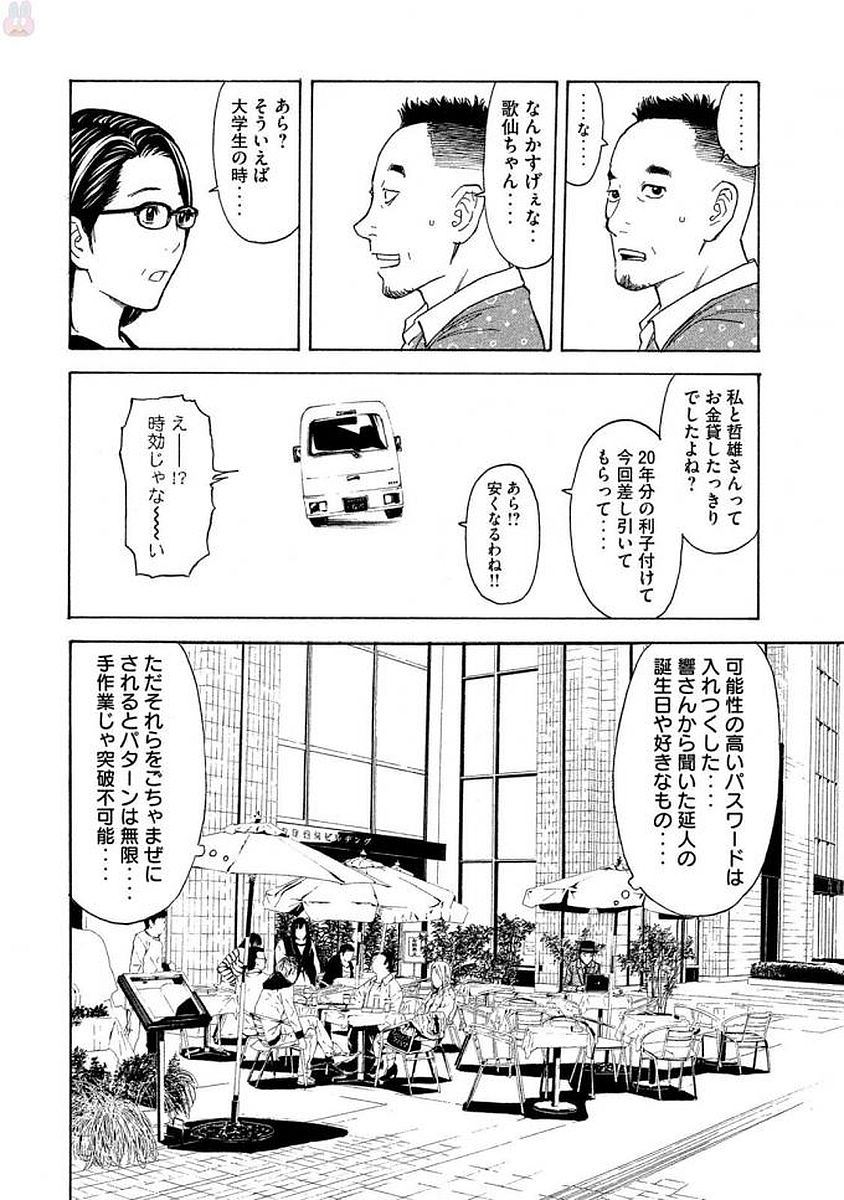 ‥‥‥‥
‥‥な‥
なんかすげぇな‥
歌仙ちゃん‥‥
あら?
そういえば
大学生の時‥‥
私と哲雄さんって
お金貸したっきり
でしたよね?
20年分の利子付けて
今回差し引いて
もらって‥‥
あら!?
安くなるわね!!
え──!?
時効じゃな〜〜い
可能性の高いパスワードは
入れつくした‥‥
響さんから聞いた延人の
誕生日や好きなもの‥‥
ただそれらをごちゃまぜに
されるとパターンは無限‥‥
手作業じゃ突破不可能‥‥